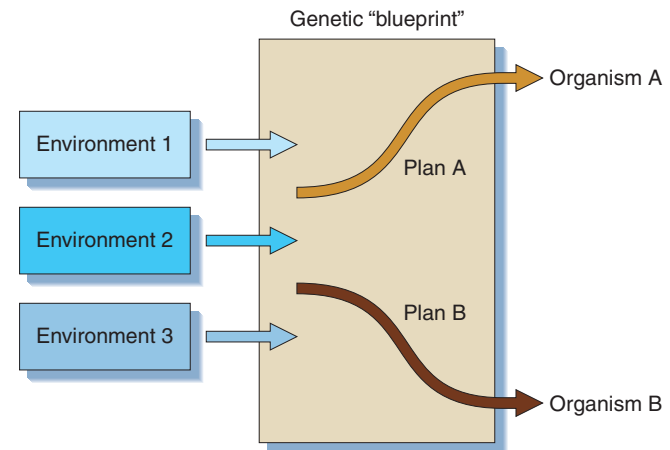 Genetic “blueprint”
Organism A
Environment 1
Plan A
Environment 2
Plan B
Environment 3
Organism B